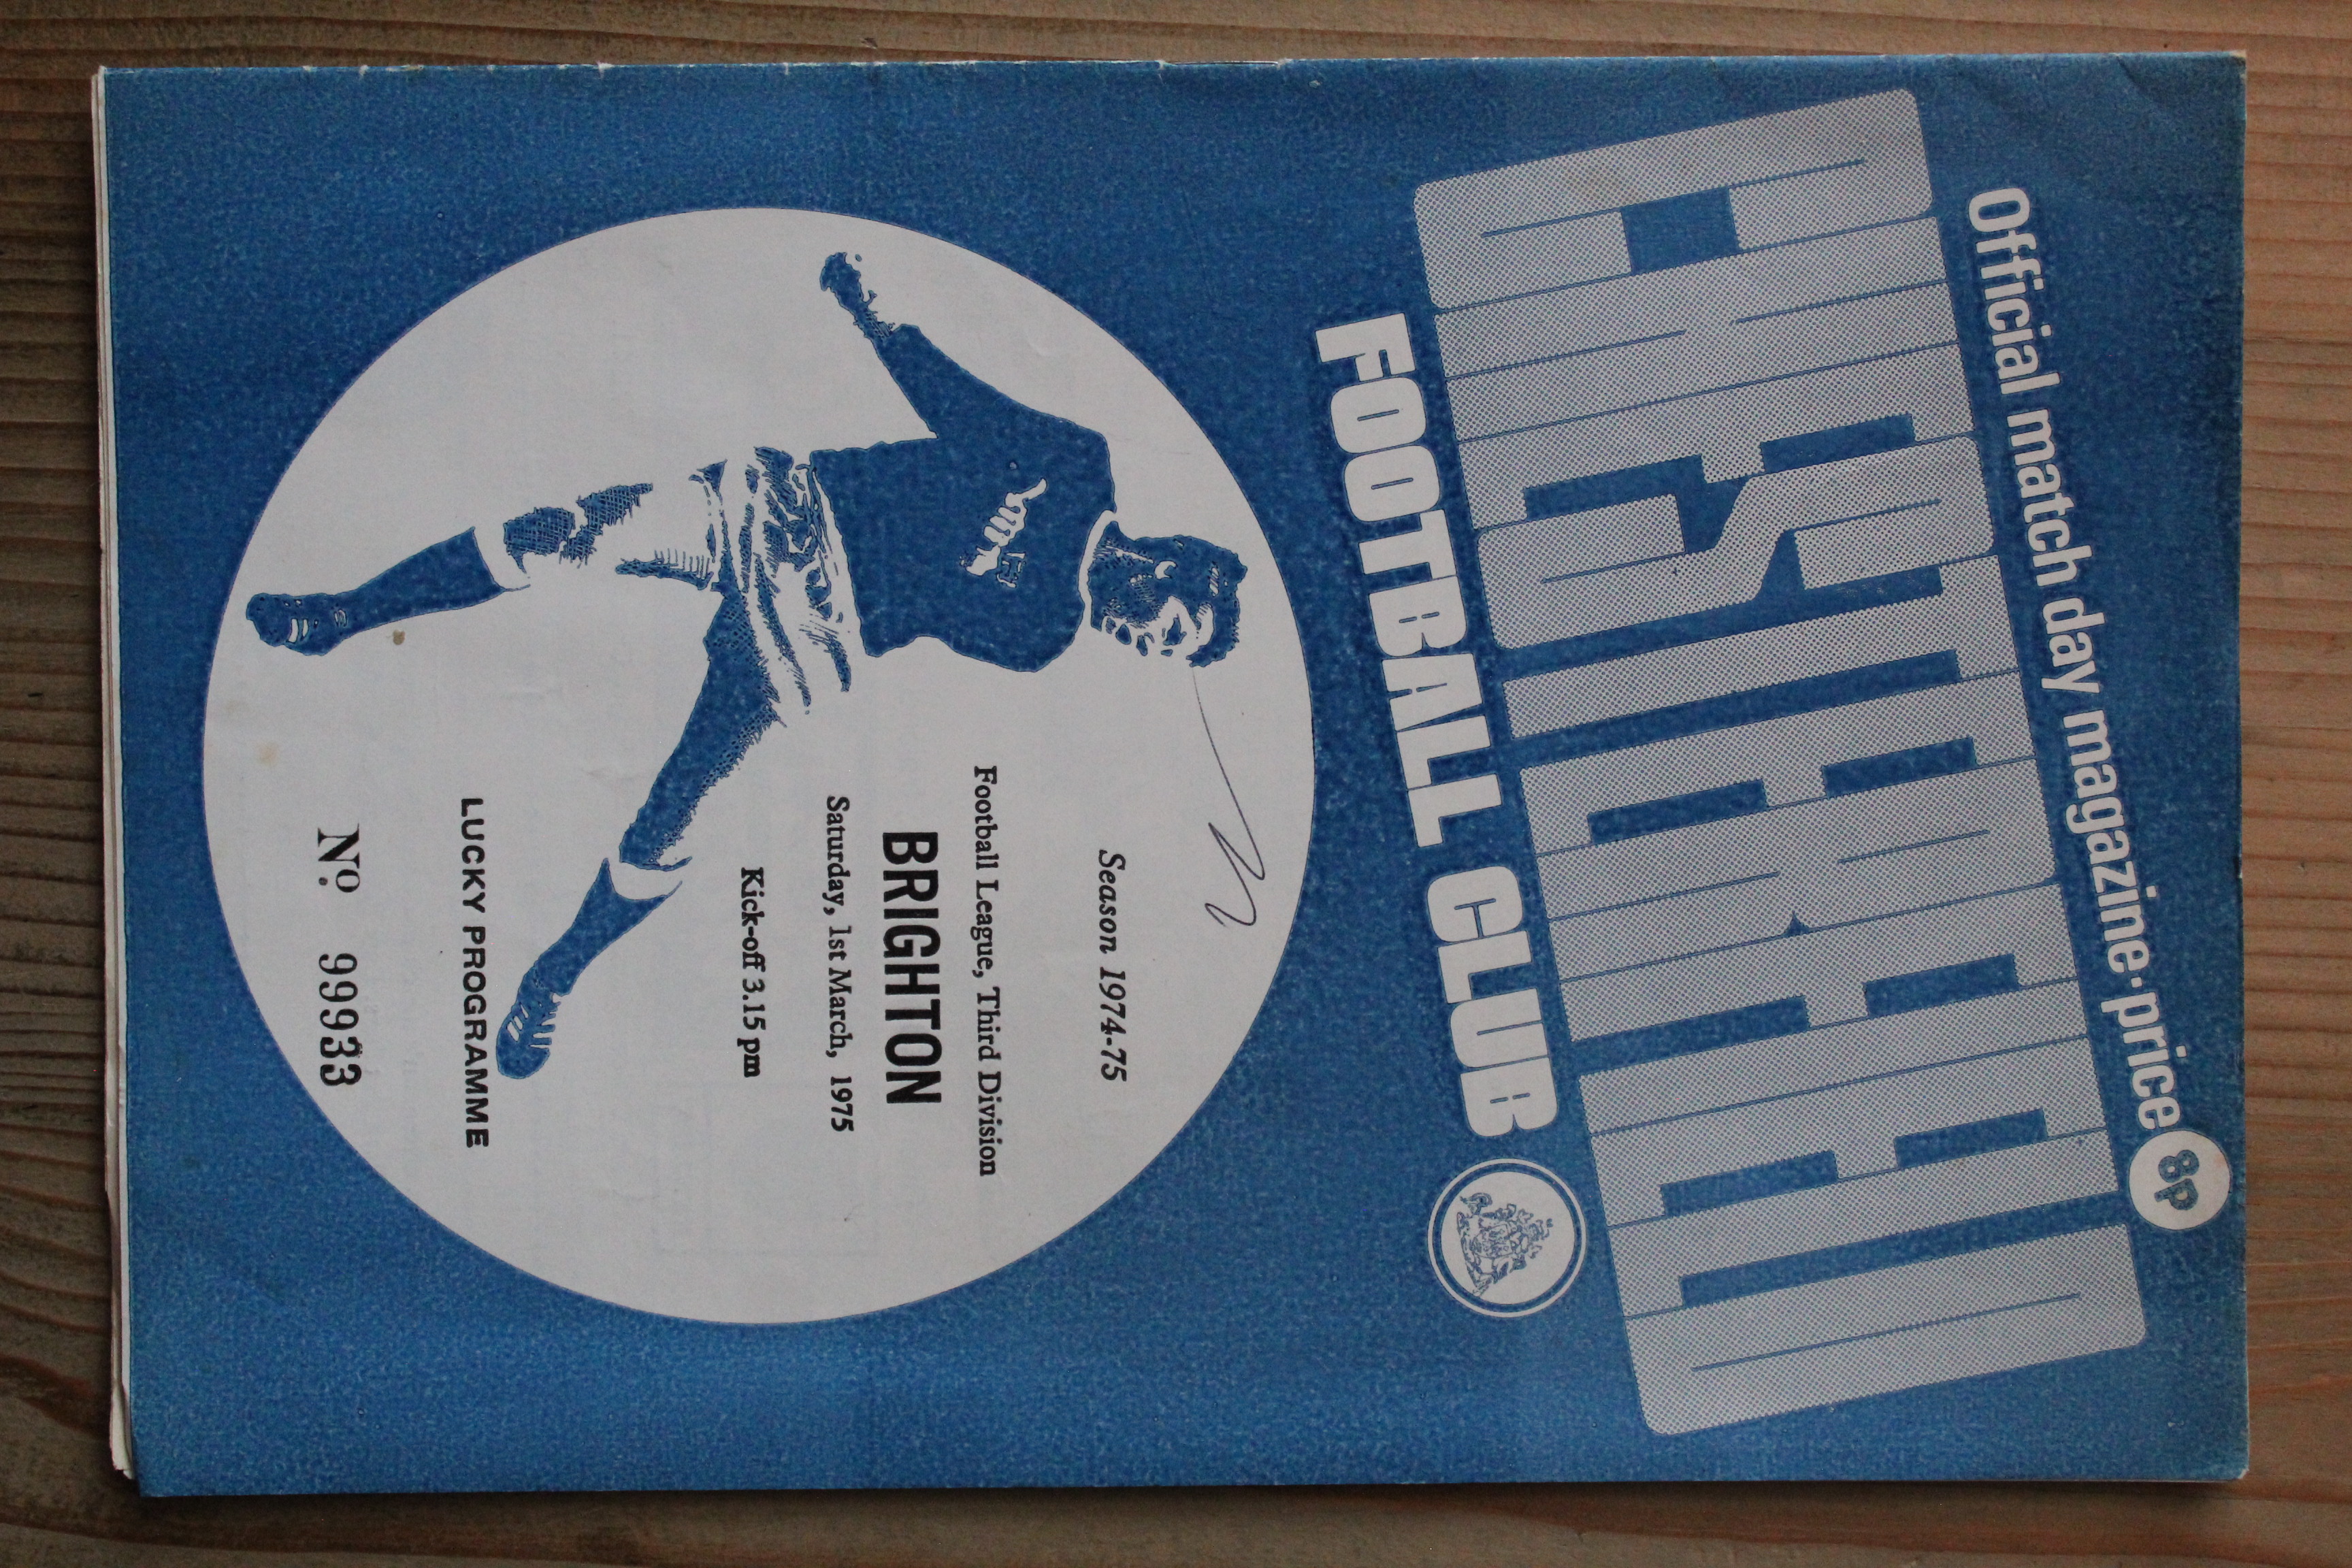 Official match day magazine·price 8p
CHESTERFIELD
FOOTBALL CLUB
Season 1974-75
Football League, Third Division
BRIGHTON
Saturday, 1st March, 1975
Kick-off 3.15 pm
LUCKY PROGRAMME
No. 99933